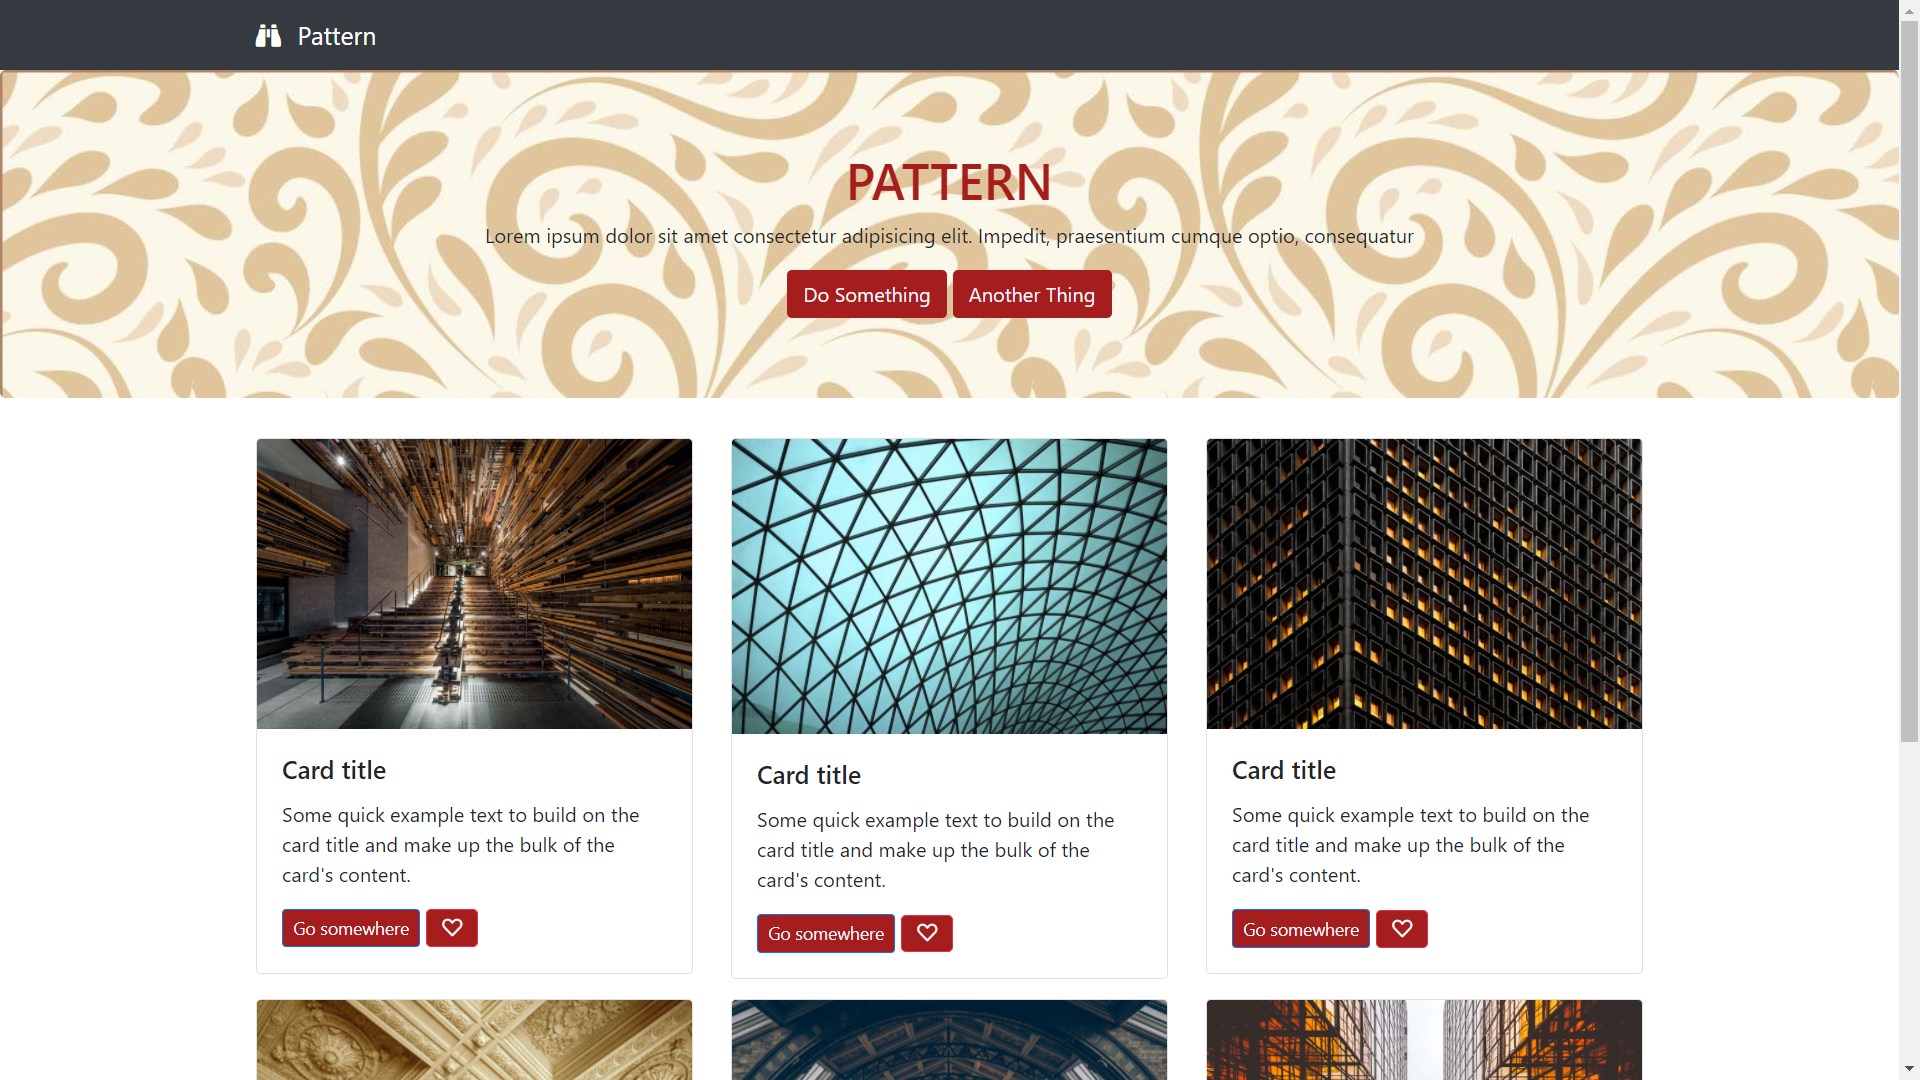 Pattern
PATTERN
Lorem ipsum dolor sit amet consectetur adipisicing elit. Impedit, praesentium cumque optio, consequatur
Do Something
Another Thing
Card title
Some quick example text to build on the
card title and make up the bulk of the
card's content.
Go somewhere
Card title
Some quick example text to build on the
card title and make up the bulk of the
card's content.
Go somewhere
Card title
Some quick example text to build on the
card title and make up the bulk of the
card's content.
Go somewhere